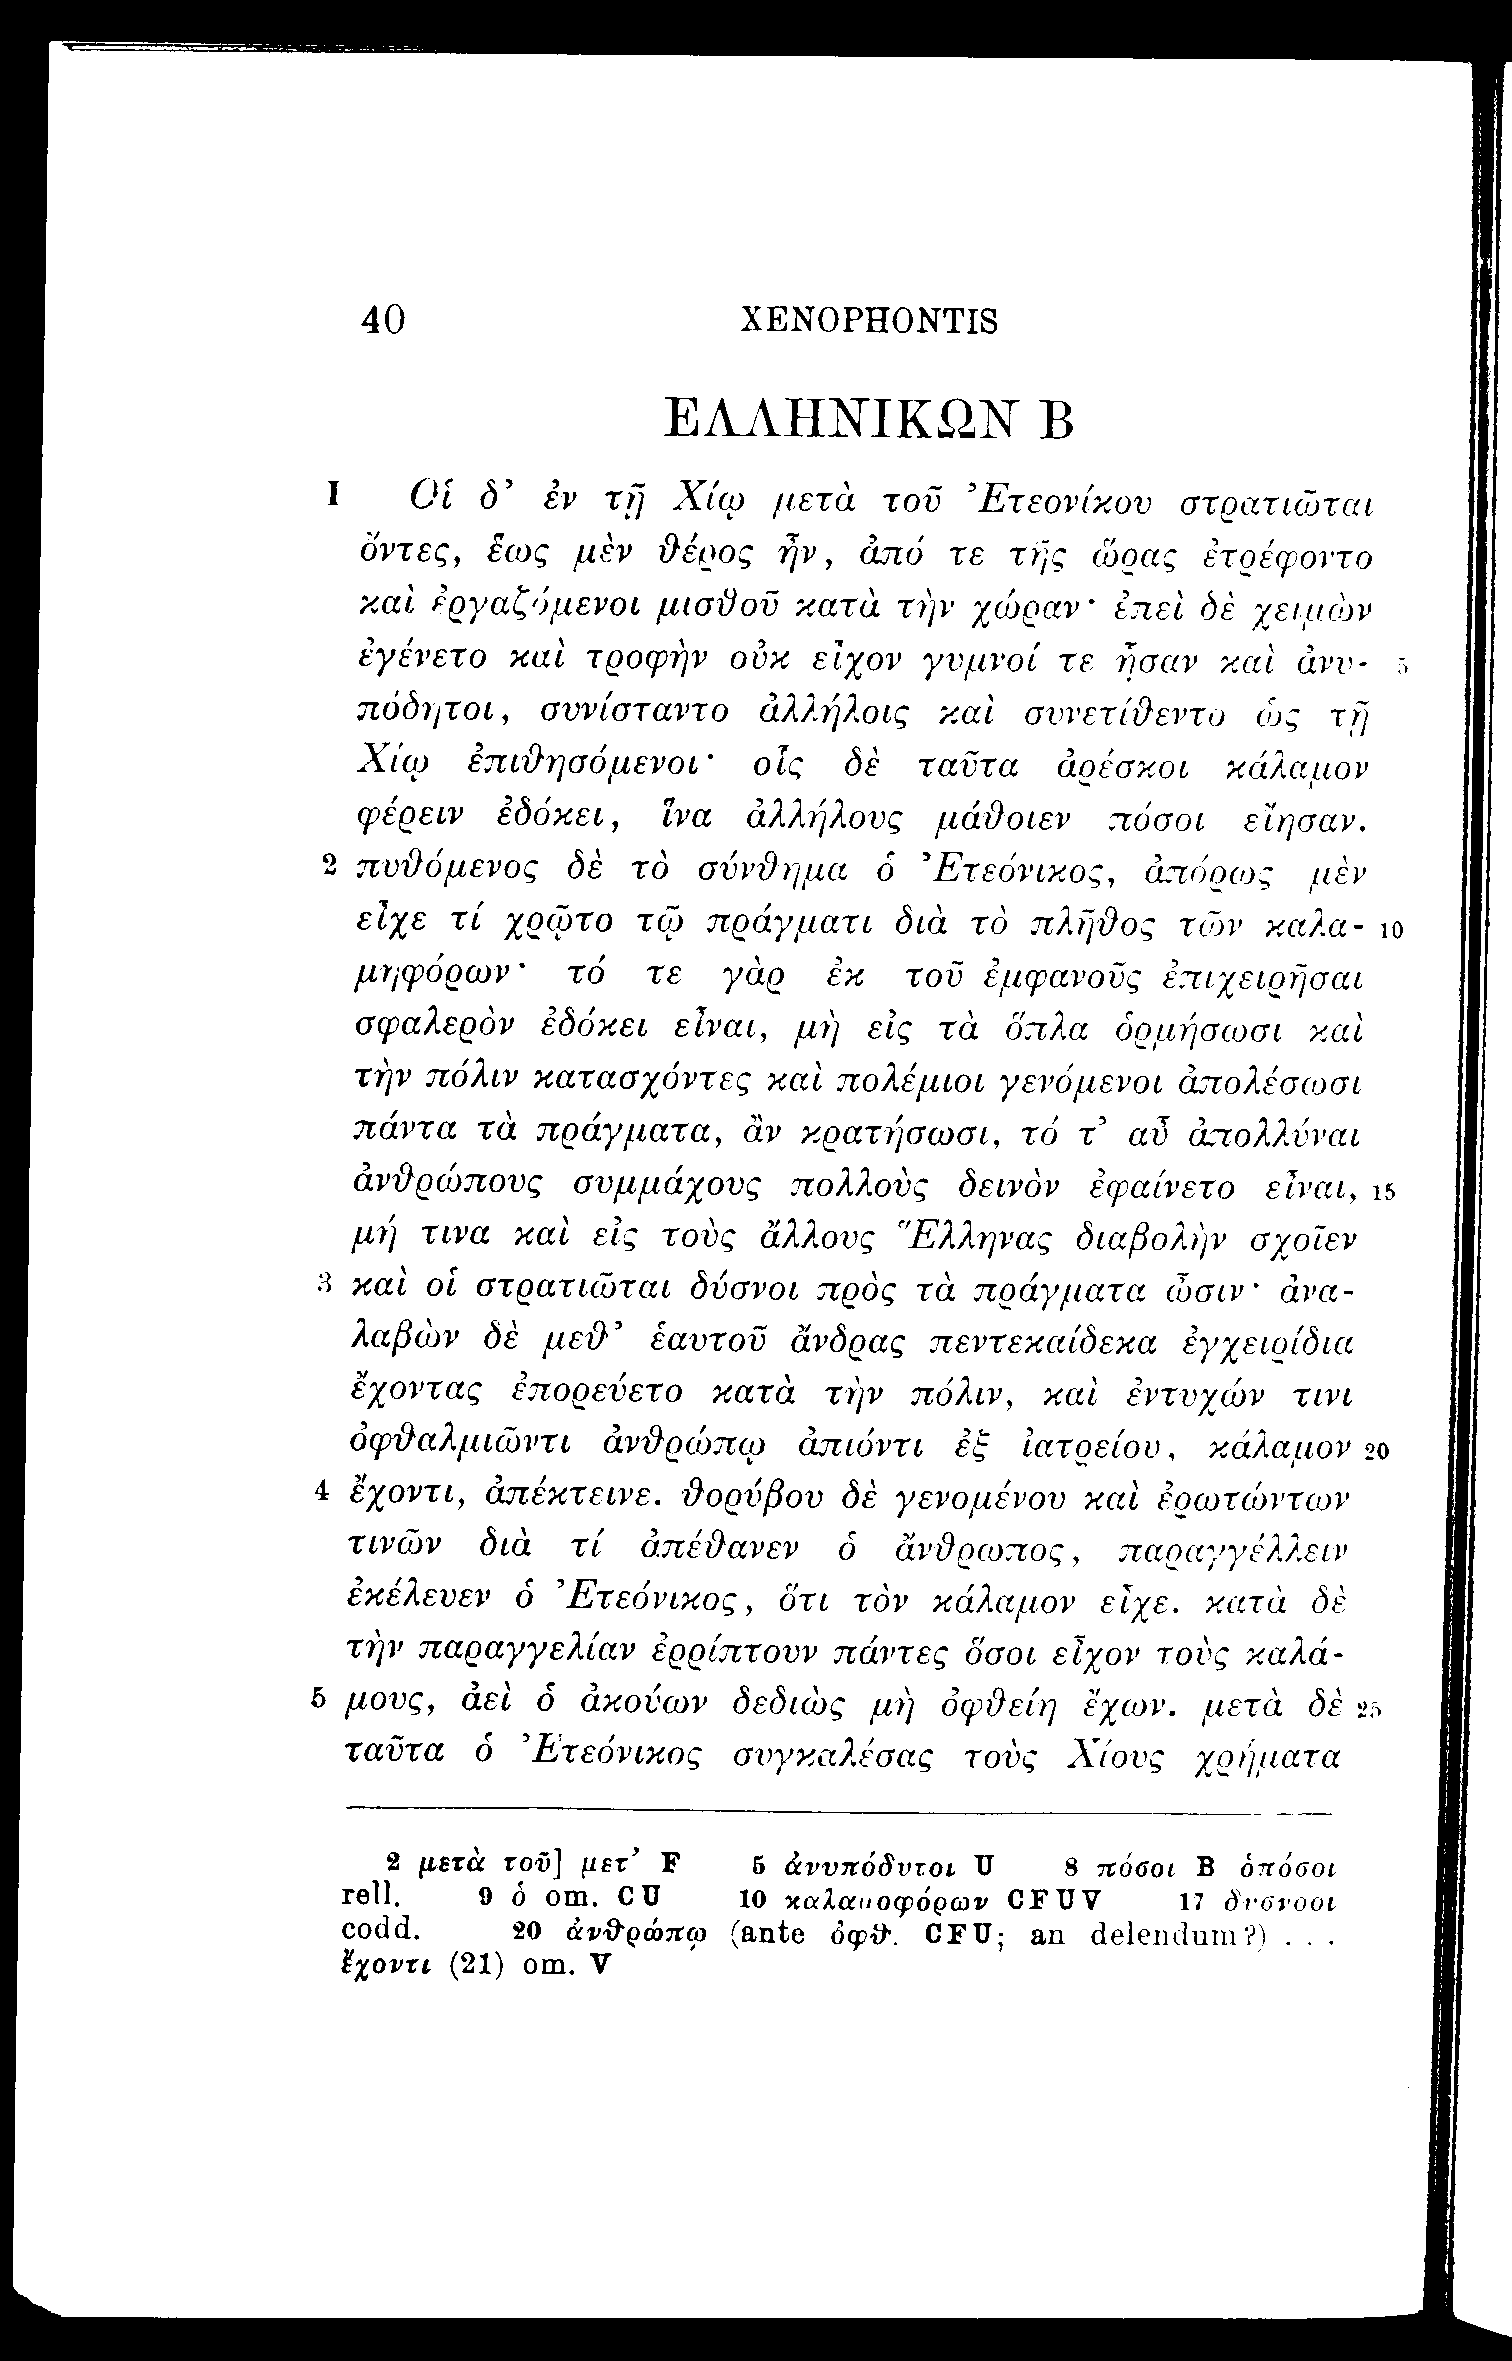 40 XENOPHONTIS
ΕΛΛΗΝΙΚΩΝ Β
I Οἱ δ’ ἐν τῇ Χίῳ μετὰ τοῦ Ἐτεονίκου στρατιῶται
ὄντες, ἕως μὲν θέρος ἦν, ἀπό τε τῆς ὥρας ἐτρέφοντο
καὶ ἐργαζόμενοι μισθοῦ κατὰ τὴν χώραν· ἐπεὶ δὲ χειμὼν
ἐγένετο καὶ τροφὴν οὐκ εἶχον γυμνοί τε ἦσαν καὶ ἀνυ- 5
πόδητοι, συνίσταντο ἀλλήλοις καὶ συνετίθεντο ὡς τῇ
Χίῳ ἐπιθησόμενοι· οἷς δὲ ταῦτα ἀρέσκοι κάλαμον
φέρειν ἐδόκει, ἵνα ἀλλήλους μάθοιεν πόσοι εἴησαν.
2 πυθόμενος δὲ τὸ σύνθημα ὁ Ἐτεόνικος, ἀπόρως μὲν
εἶχε τί χρῷτο τῷ πράγματι διὰ τὸ πλῆθος τῶν καλα- 10
μηφόρων· τό τε γὰρ ἐκ τοῦ ἐμφανοῦς ἐπιχειρῆσαι
σφαλερὸν ἐδόκει εἶναι, μὴ εἰς τὰ ὅπλα ὁρμήσωσι καὶ
τὴν πόλιν κατασχόντες καὶ πολέμιοι γενόμενοι ἀπολέσωσι
πάντα τὰ πράγματα, ἂν κρατήσωσι, τό τ’ αὖ ἀπολλύναι
ἀνθρώπους συμμάχους πολλοὺς δεινὸν ἐφαίνετο εἶναι, 15
μή τινα καὶ εἰς τοὺς ἄλλους Ἕλληνας διαβολὴν σχοῖεν
3 καὶ οἱ στρατιῶται δύσνοι πρὸς τὰ πράγματα ὦσιν· ἀνα-
λαβὼν δὲ μεθ’ ἑαυτοῦ ἄνδρας πεντεκαίδεκα ἐγχειρίδια
ἔχοντας ἐπορεύετο κατὰ τὴν πόλιν, καὶ ἐντυχών τινι
ὀφθαλμιῶντι ἀνθρώπῳ ἀπιόντι ἐξ ἰατρείου, κάλαμον 20
4 ἔχοντι, ἀπέκτεινε. θορύβου δὲ γενομένου καὶ ἐρωτώντων
τινῶν διὰ τί ἀπέθανεν ὁ ἄνθρωπος, παραγγέλλειν
ἐκέλευεν ὁ Ἐτεόνικος, ὅτι τὸν κάλαμον εἶχε. κατὰ δὲ
τὴν παραγγελίαν ἐρρίπτουν πάντες ὅσοι εἶχον τοὺς καλά-
5 μους, ἀεὶ ὁ ἀκούων δεδιὼς μὴ ὀφθείη ἔχων. μετὰ δὲ 25
ταῦτα ὁ Ἐτεόνικος συγκαλέσας τοὺς Χίους χρήματα
2 μετὰ τοῦ] μετ’ F 5 ἀνυπόδυτοι U 8 πόσοι B ὁπόσοι
rell. 9 ὁ om. CU 10 καλαμοφόρων CFUV 17 δύσνοοι
codd. 20 ἀνθρώπῳ (ante ὀφθ. CFU; an delendum?) . . .
ἔχοντι (21) om. V